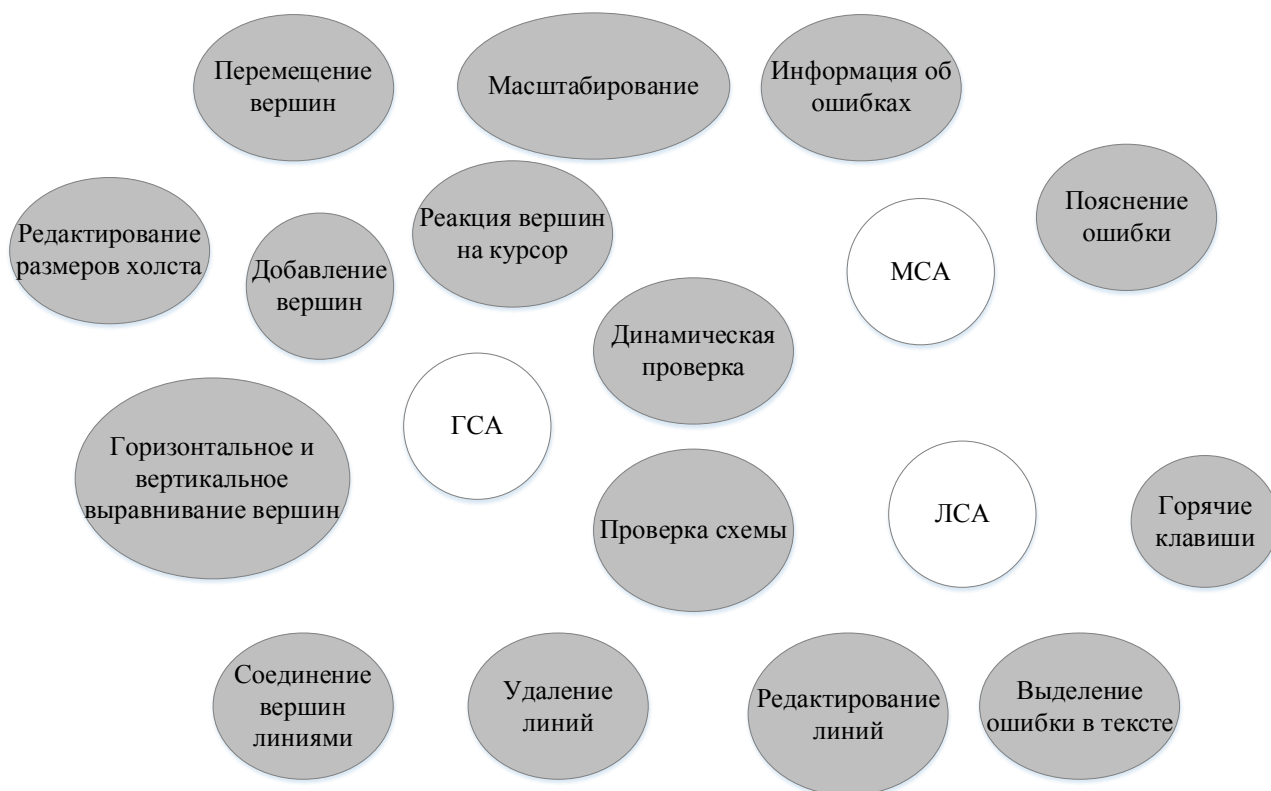 Перемещение
вершин
Масштабирование
Информация об
ошибках
Редактирование
размеров холста
Добавление
вершин
Реакция вершин
на курсор
МСА
Пояснение
ошибки
Динамическая
проверка
Горизонтальное и
вертикальное
выравнивание вершин
ГСА
Проверка схемы
ЛСА
Горячие
клавиши
Соединение
вершин
линиями
Удаление
линий
Редактирование
линий
Выделение
ошибки в тексте